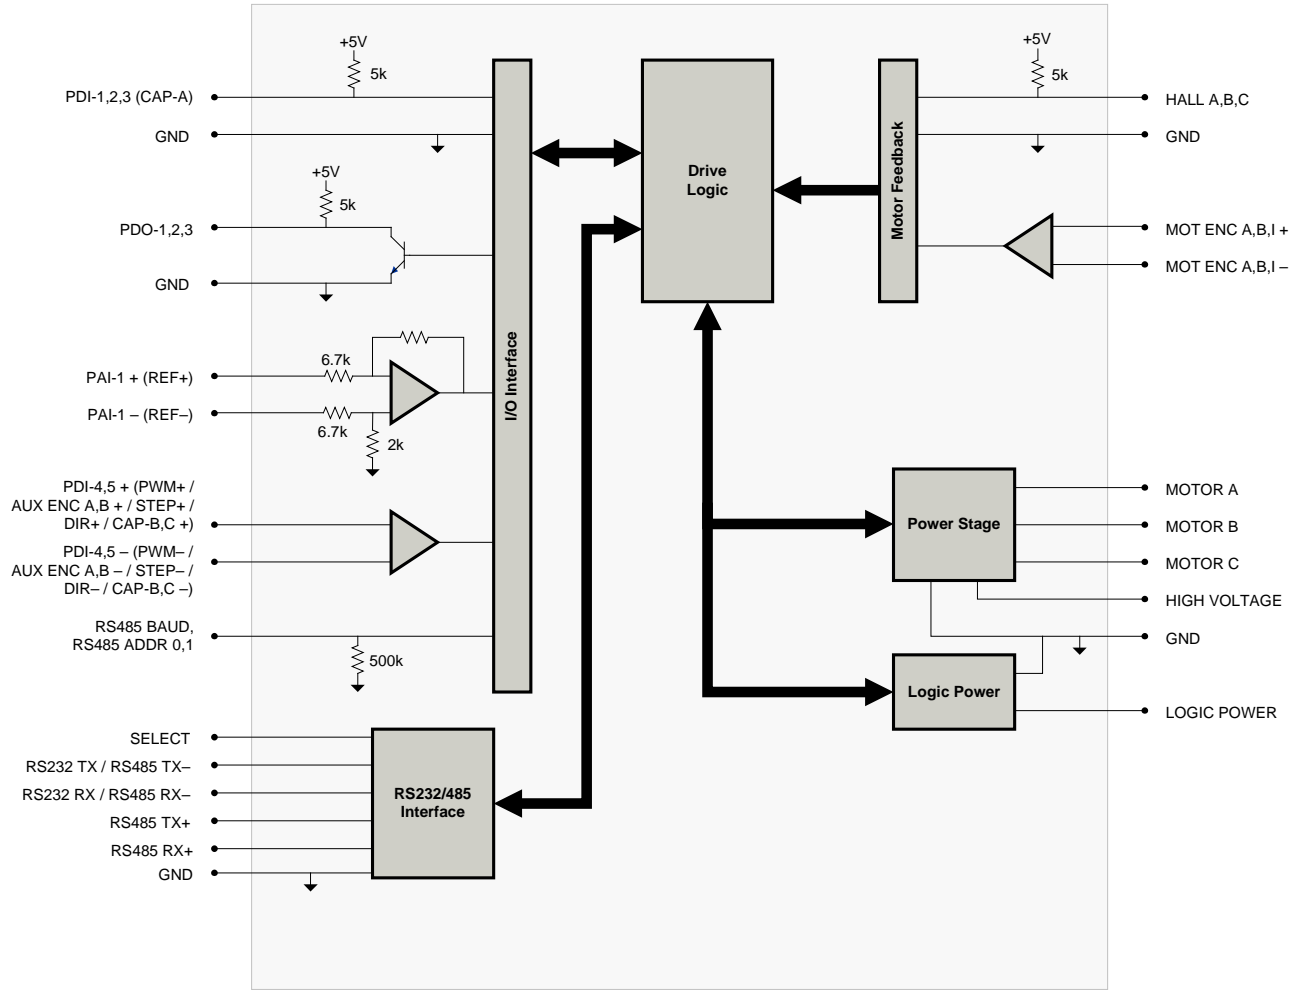 +5V
5k
PDI-1,2,3 (CAP-A)
GND
+5V
5k
PDO-1,2,3
GND
6.7k
PAI-1 + (REF+)
PAI-1 – (REF–)
6.7k
2k
PDI-4,5 + (PWM+ /
AUX ENC A,B + / STEP+ /
DIR+ / CAP-B,C +)
PDI-4,5 – (PWM– /
AUX ENC A,B – / STEP– /
DIR– / CAP-B,C –)
RS485 BAUD,
RS485 ADDR 0,1
500k
I/O Interface
SELECT
RS232 TX / RS485 TX–
RS232 RX / RS485 RX–
RS485 TX+
RS485 RX+
GND
RS232/485
Interface
Drive
Logic
Motor Feedback
+5V
5k
HALL A,B,C
GND
MOT ENC A,B,I +
MOT ENC A,B,I –
Power Stage
MOTOR A
MOTOR B
MOTOR C
HIGH VOLTAGE
GND
Logic Power
LOGIC POWER